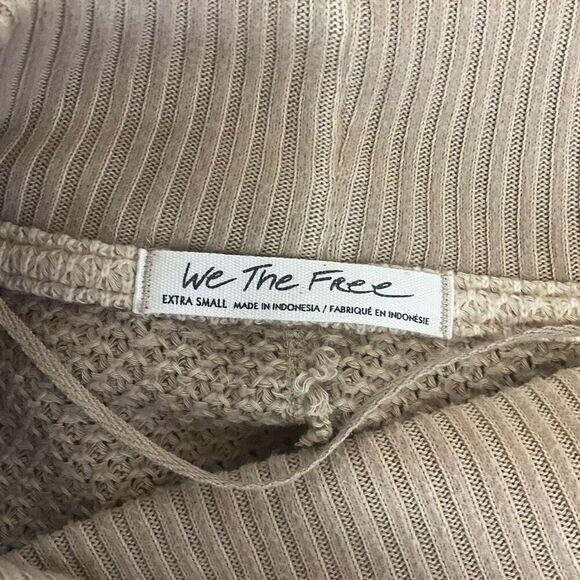 We The Free
EXTRA SMALL MADE IN INDONESIA / FABRIQUÉ EN INDONÉSIE